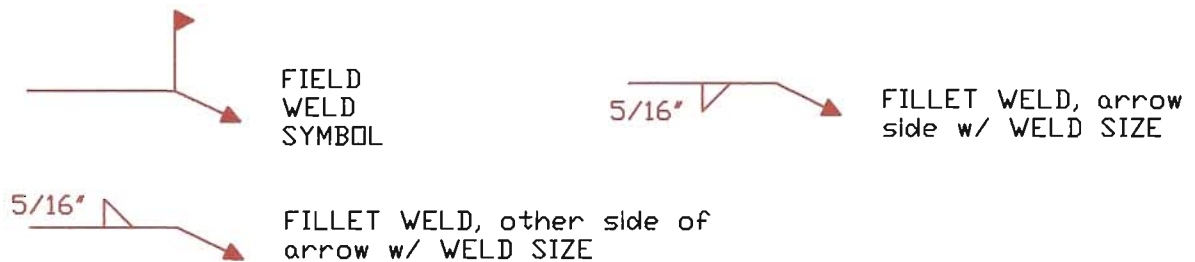 FIELD
WELD
SYMBOL
5/16"
FILLET WELD, arrow
side w/ WELD SIZE
5/16"
FILLET WELD, other side of
arrow w/ WELD SIZE